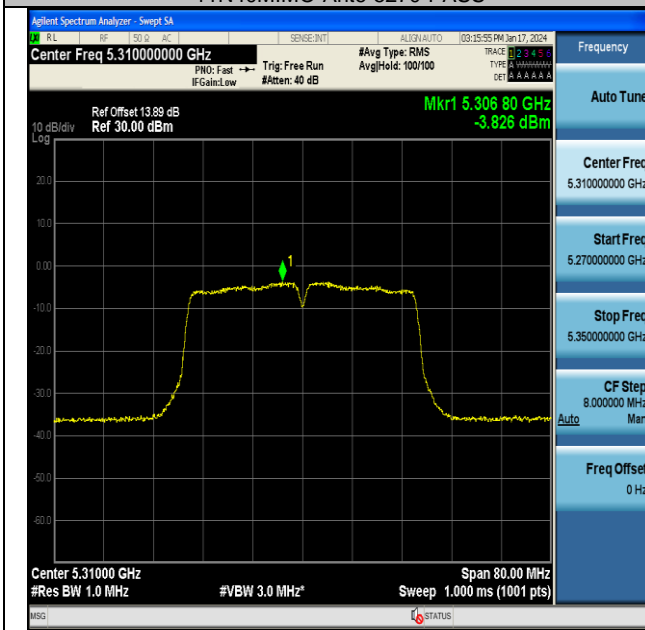 Agilent Spectrum Analyzer - Swept SA
RL RF 50 Ω AC SENSE:INT ALIGN AUTO 03:15:55 PM Jan 17, 2024
Center Freq 5.310000000 GHz
PNO: Fast
IFGain:Low
Trig: Free Run
#Atten: 40 dB
#Avg Type: RMS
Avg|Hold: 100/100
TRACE 1 2 3 4 5 6
TYPE A
DET A A A A A A
Ref Offset 13.89 dB
10 dB/div Ref 30.00 dBm
Log
Mkr1 5.306 80 GHz
-3.826 dBm
20.0
10.0
0.00
-10.0
-20.0
-30.0
-40.0
-50.0
-60.0
1
Center 5.31000 GHz Span 80.00 MHz
#Res BW 1.0 MHz #VBW 3.0 MHz* Sweep 1.000 ms (1001 pts)
MSG STATUS
Frequency
Auto Tune
Center Freq
5.310000000 GHz
Start Freq
5.270000000 GHz
Stop Freq
5.350000000 GHz
CF Step
8.000000 MHz
Auto Man
Freq Offset
0 Hz